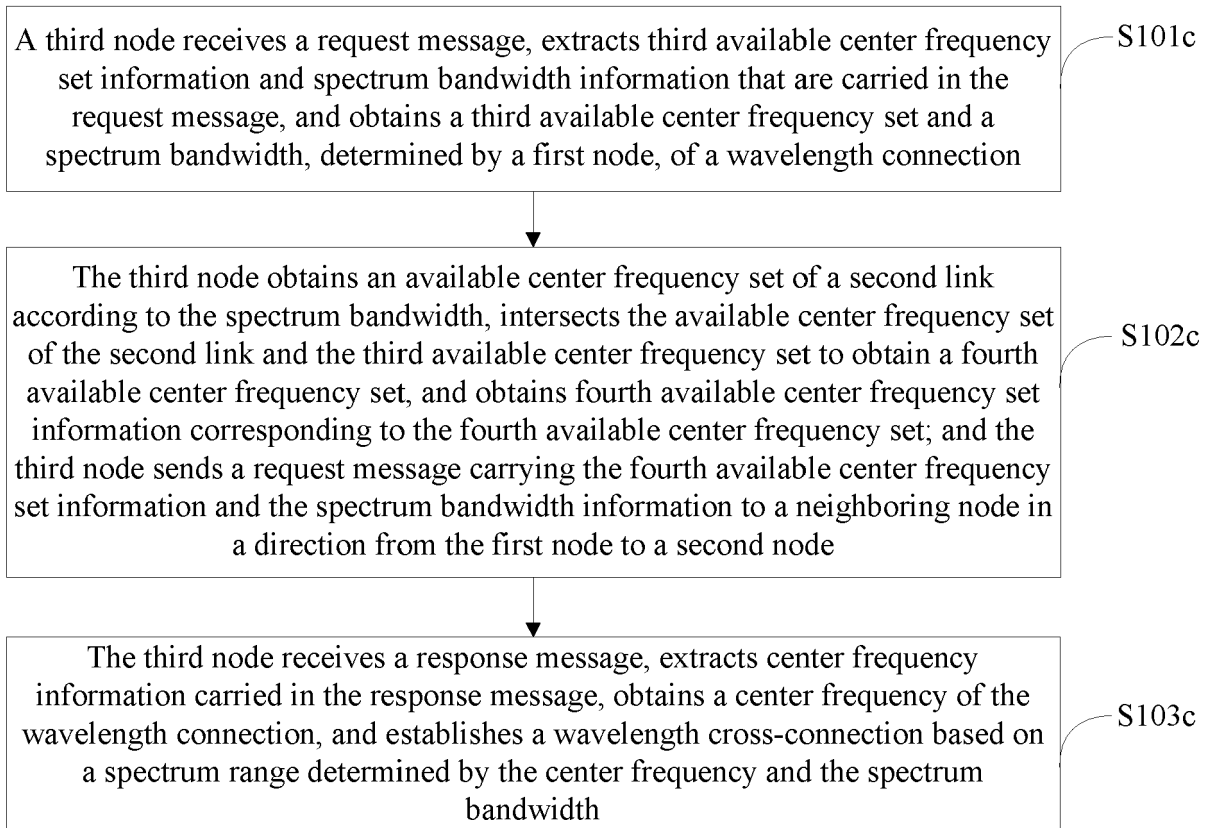 A third node receives a request message, extracts third available center frequency
set information and spectrum bandwidth information that are carried in the
request message, and obtains a third available center frequency set and a
spectrum bandwidth, determined by a first node, of a wavelength connection
S101c
The third node obtains an available center frequency set of a second link
according to the spectrum bandwidth, intersects the available center frequency set
of the second link and the third available center frequency set to obtain a fourth
available center frequency set, and obtains fourth available center frequency set
information corresponding to the fourth available center frequency set; and the
third node sends a request message carrying the fourth available center frequency
set information and the spectrum bandwidth information to a neighboring node in
a direction from the first node to a second node
S102c
The third node receives a response message, extracts center frequency
information carried in the response message, obtains a center frequency of the
wavelength connection, and establishes a wavelength cross-connection based on
a spectrum range determined by the center frequency and the spectrum
bandwidth
S103c